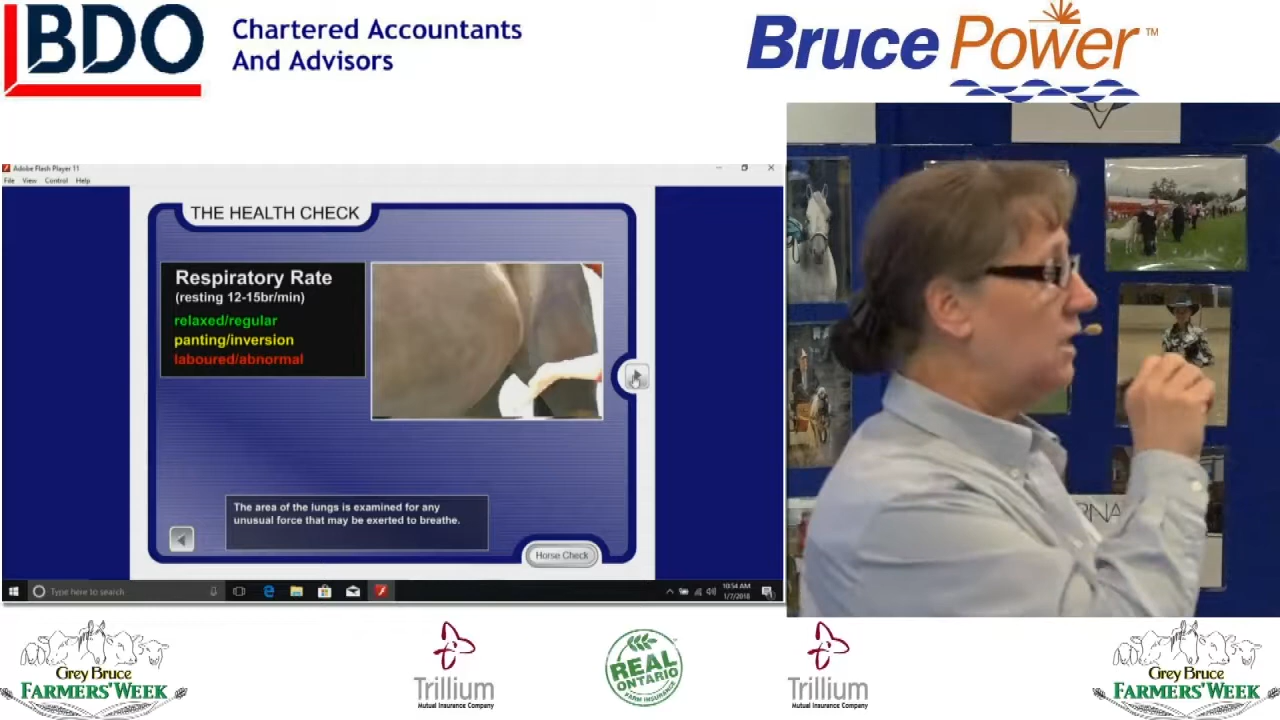 BDO
Chartered Accountants
And Advisors
Bruce Power™
Adobe Flash Player 11
File View Control Help
THE HEALTH CHECK
Respiratory Rate
(resting 12-15br/min)
relaxed/regular
panting/inversion
laboured/abnormal
The area of the lungs is examined for any
unusual force that may be exerted to breathe.
Horse Check
Type here to search
10:54 AM
1/7/2018
RNA
Grey Bruce
FARMERS' WEEK
Trillium
Mutual Insurance Company
REAL
ONTARIO
FARM INSURANCE
Trillium
Mutual Insurance Company
Grey Bruce
FARMERS' WEEK